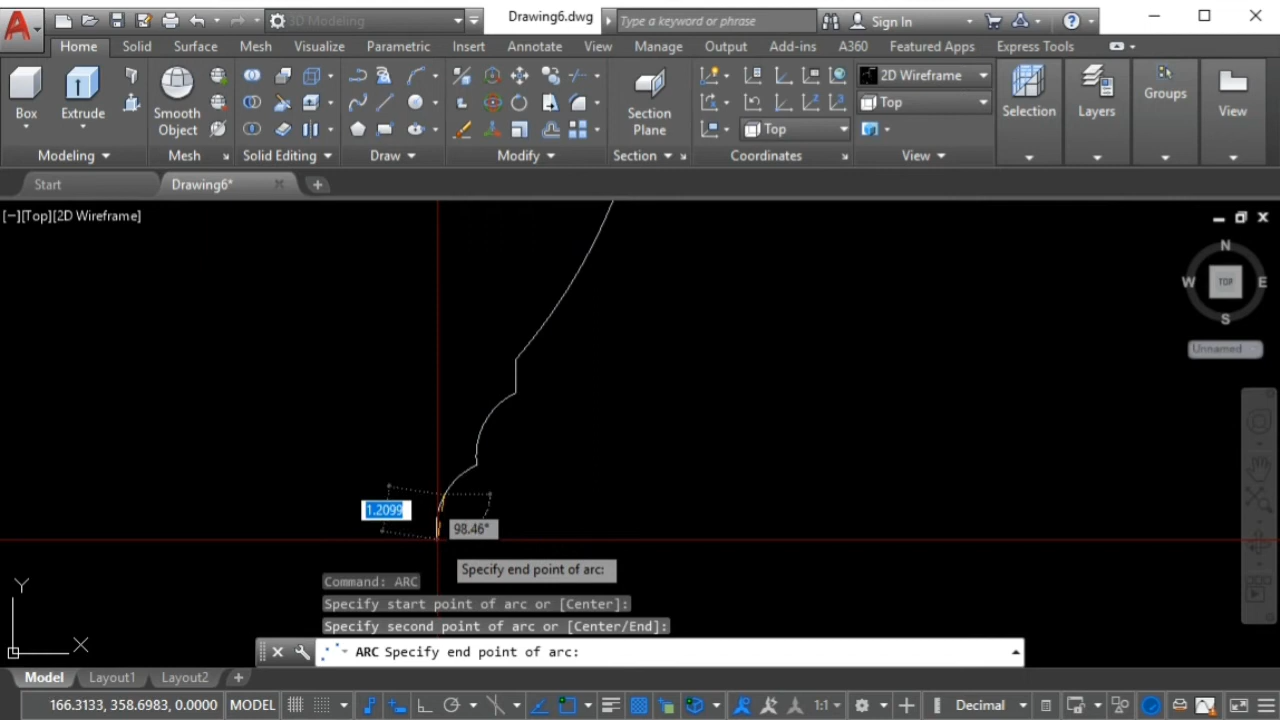 3D Modeling
Drawing6.dwg
Type a keyword or phrase
Sign In
Home
Solid
Surface
Mesh
Visualize
Parametric
Insert
Annotate
View
Manage
Output
Add-ins
A360
Featured Apps
Express Tools
Box
Extrude
Smooth Object
Section Plane
2D Wireframe
Top
Top
Selection
Layers
Groups
View
Modeling
Mesh
Solid Editing
Draw
Modify
Section
Coordinates
View
Start
Drawing6*
[−][Top][2D Wireframe]
N
W
TOP
E
S
Unnamed
1.2099
98.46°
Specify end point of arc:
Command: ARC
Specify start point of arc or [Center]:
Specify second point of arc or [Center/End]:
ARC Specify end point of arc:
Y
X
Model
Layout1
Layout2
166.3133, 358.6983, 0.0000
MODEL
1:1
Decimal